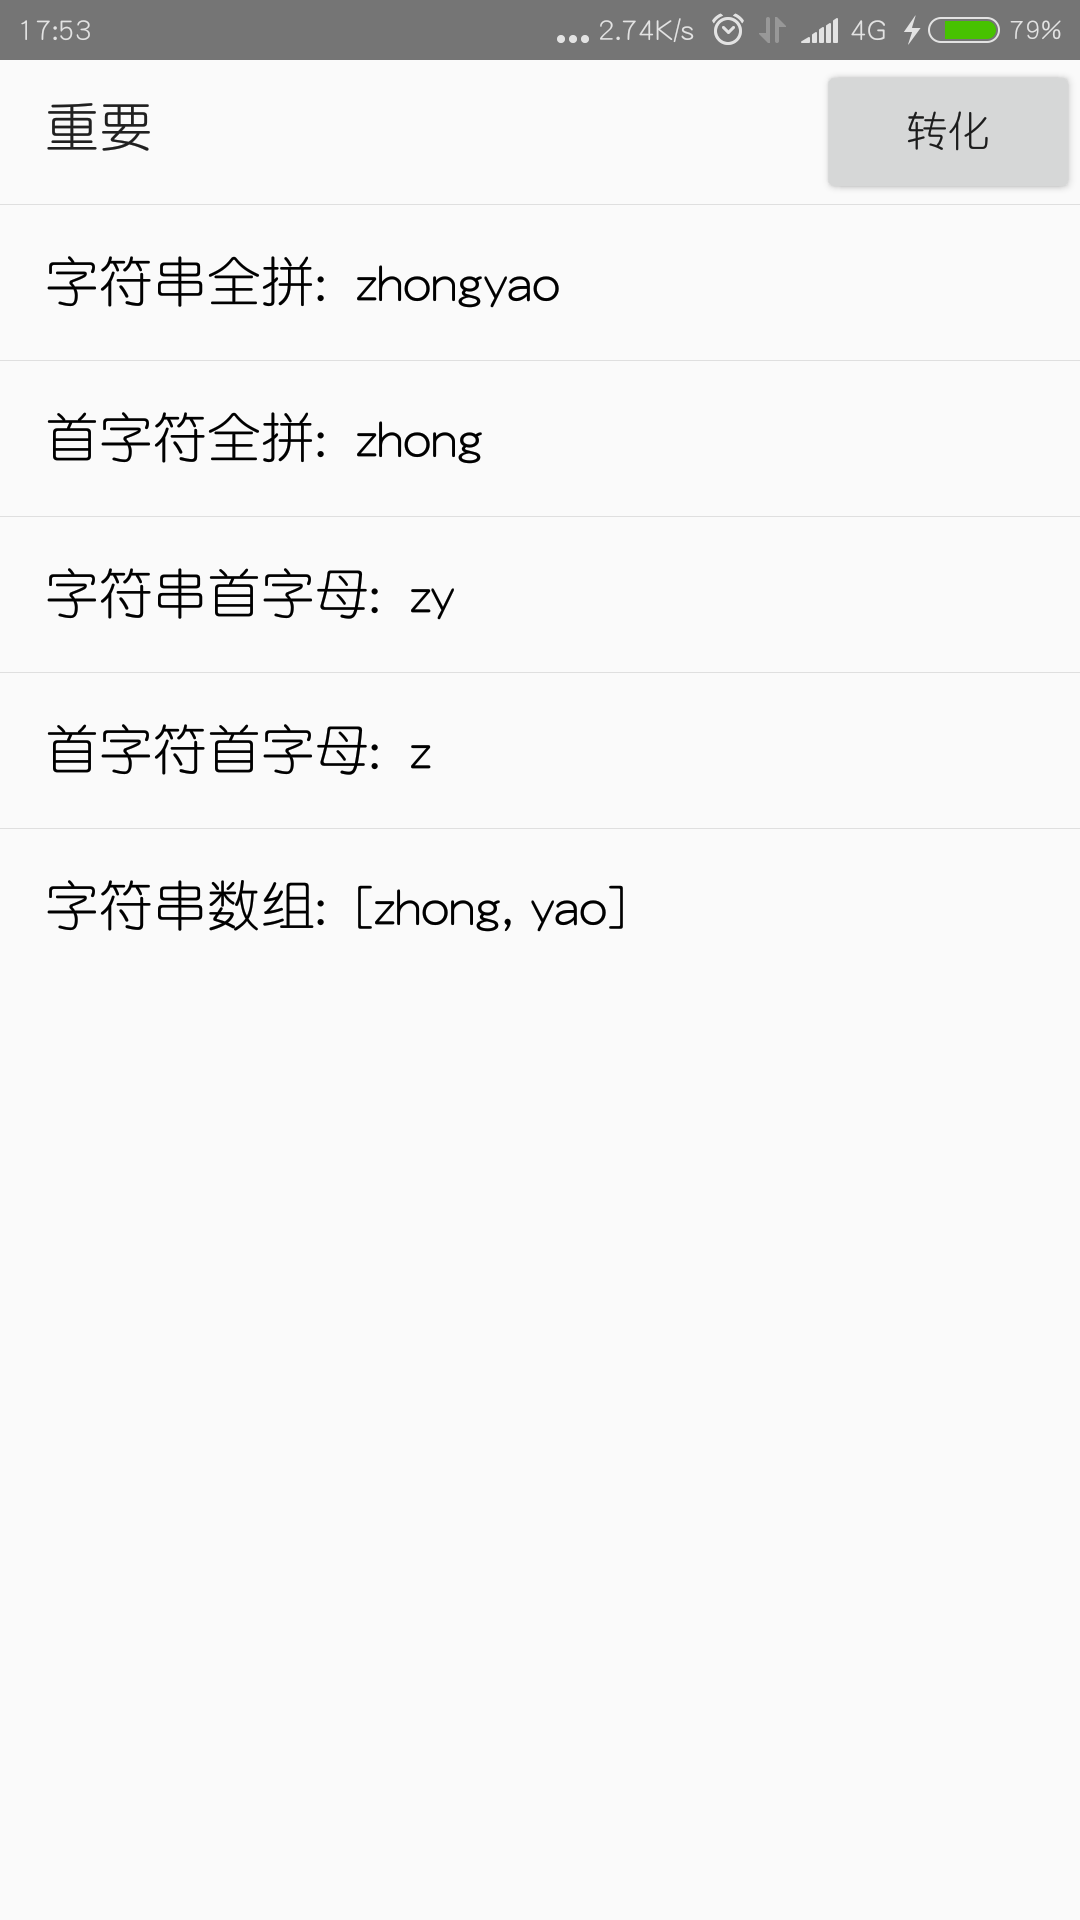 17:53 ... 2.74K/s 4G 79%
重要 转化
字符串全拼: zhongyao
首字符全拼: zhong
字符串首字母: zy
首字符首字母: z
字符串数组: [zhong, yao]